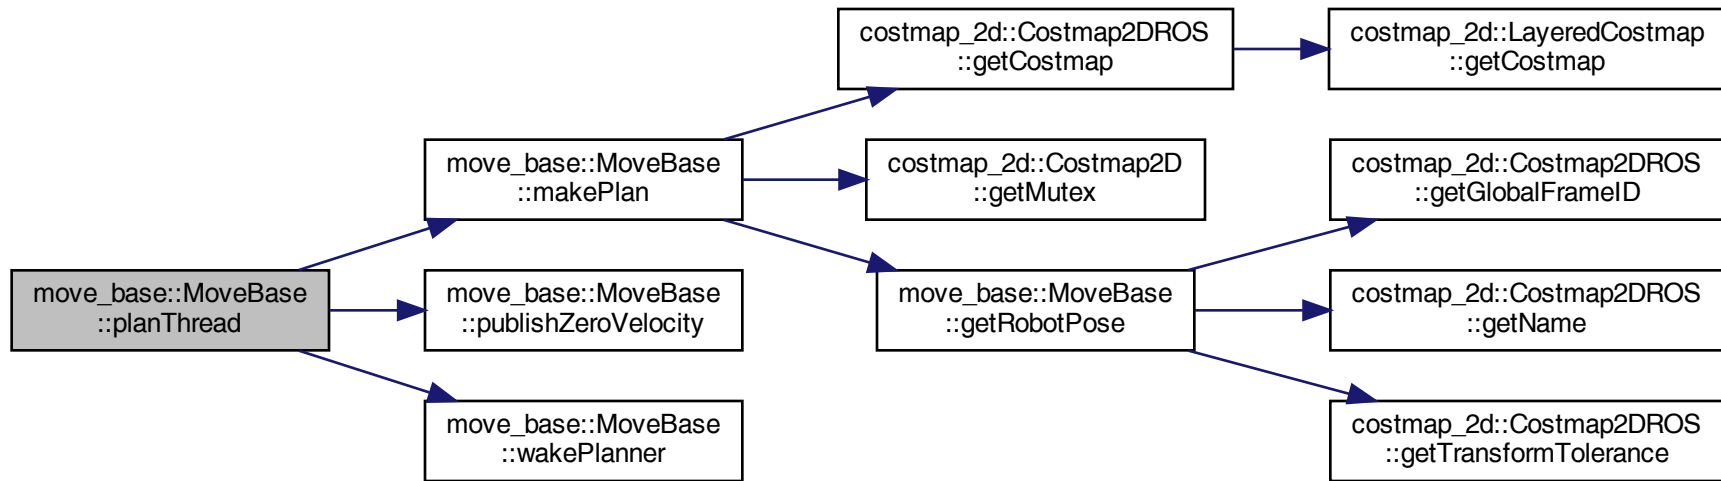 move_base::MoveBase
::planThread
move_base::MoveBase
::makePlan
move_base::MoveBase
::publishZeroVelocity
move_base::MoveBase
::wakePlanner
costmap_2d::Costmap2DROS
::getCostmap
costmap_2d::Costmap2D
::getMutex
move_base::MoveBase
::getRobotPose
costmap_2d::LayeredCostmap
::getCostmap
costmap_2d::Costmap2DROS
::getGlobalFrameID
costmap_2d::Costmap2DROS
::getName
costmap_2d::Costmap2DROS
::getTransformTolerance